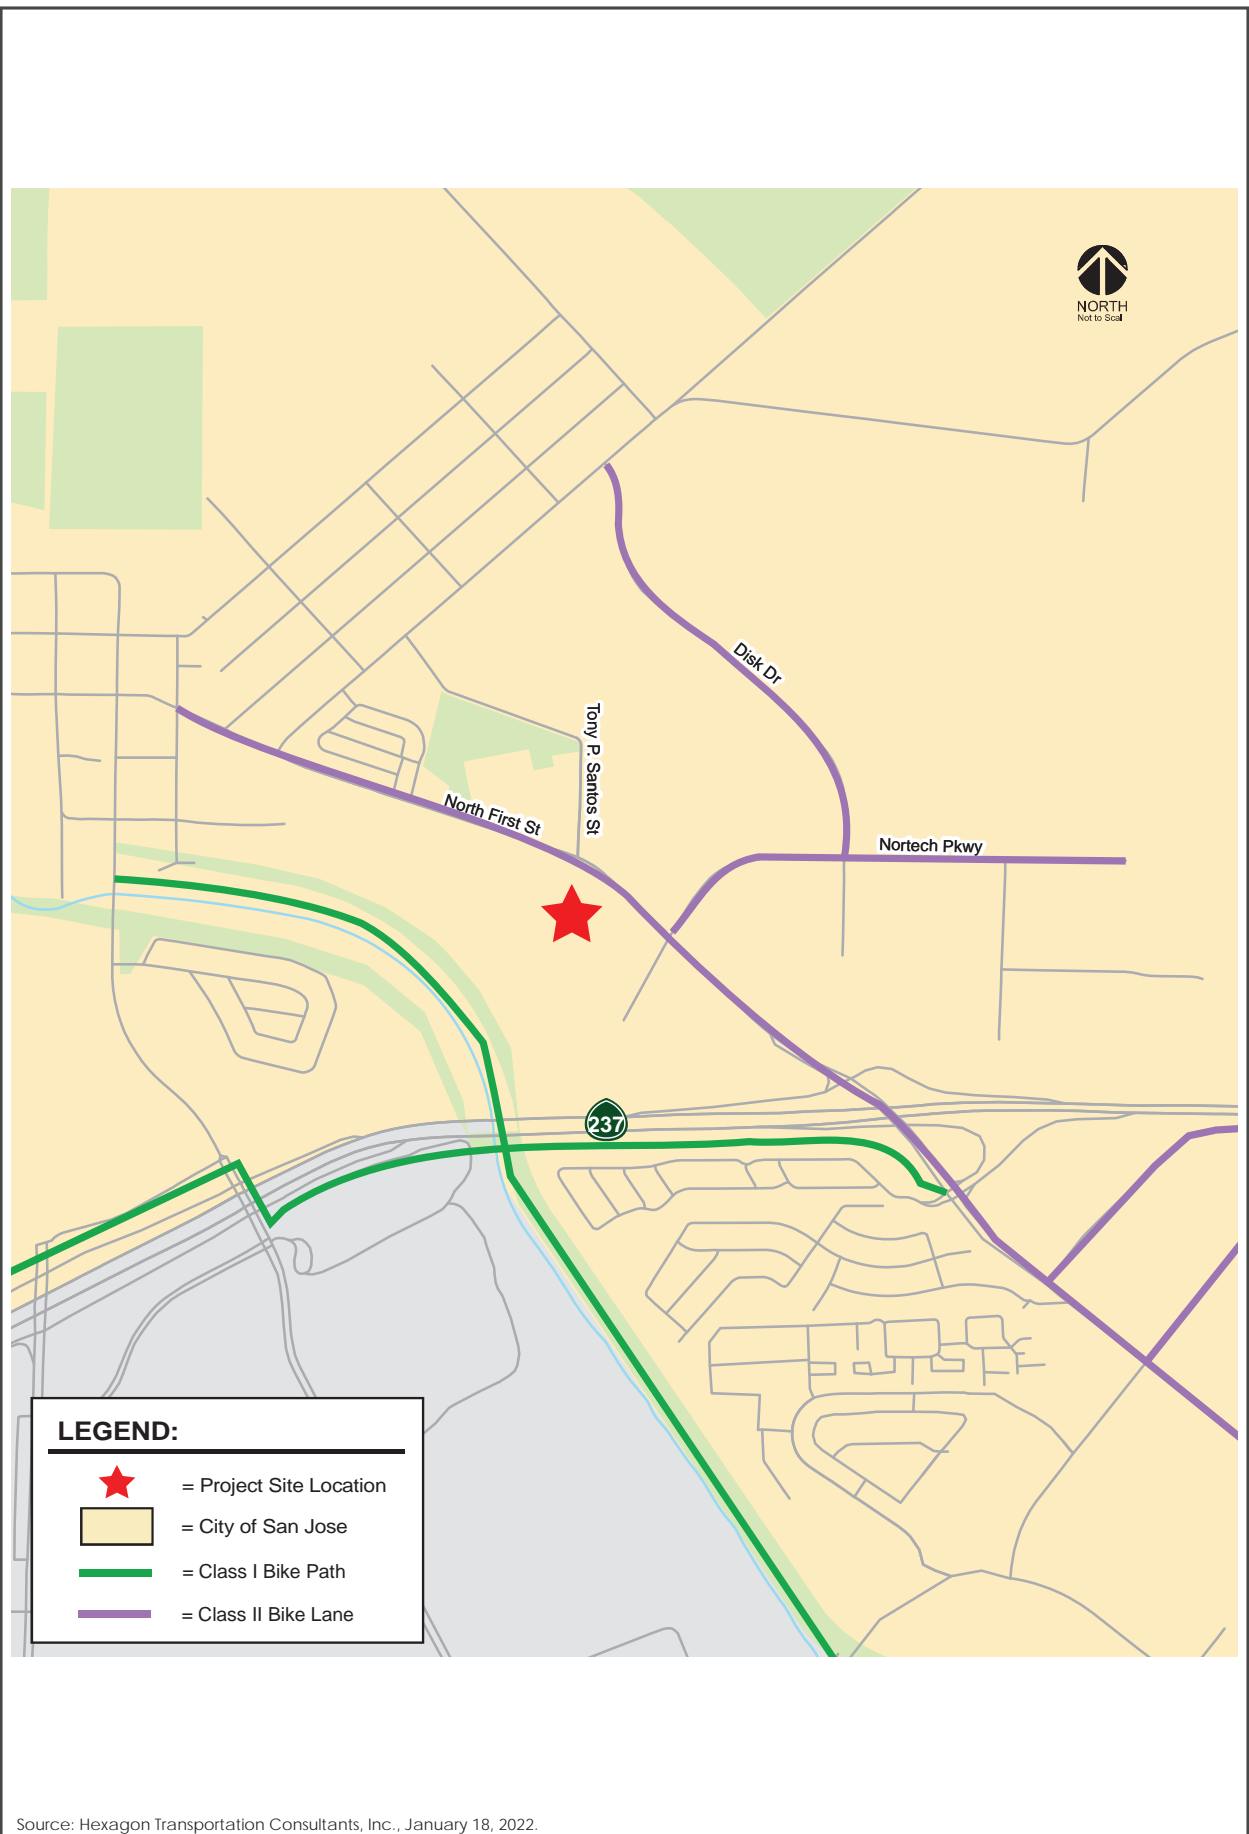 NORTH
Not to Scal
Disk Dr
Tony P. Santos St
North First St
Nortech Pkwy
237
LEGEND:
= Project Site Location
= City of San Jose
= Class I Bike Path
= Class II Bike Lane
Source: Hexagon Transportation Consultants, Inc., January 18, 2022.